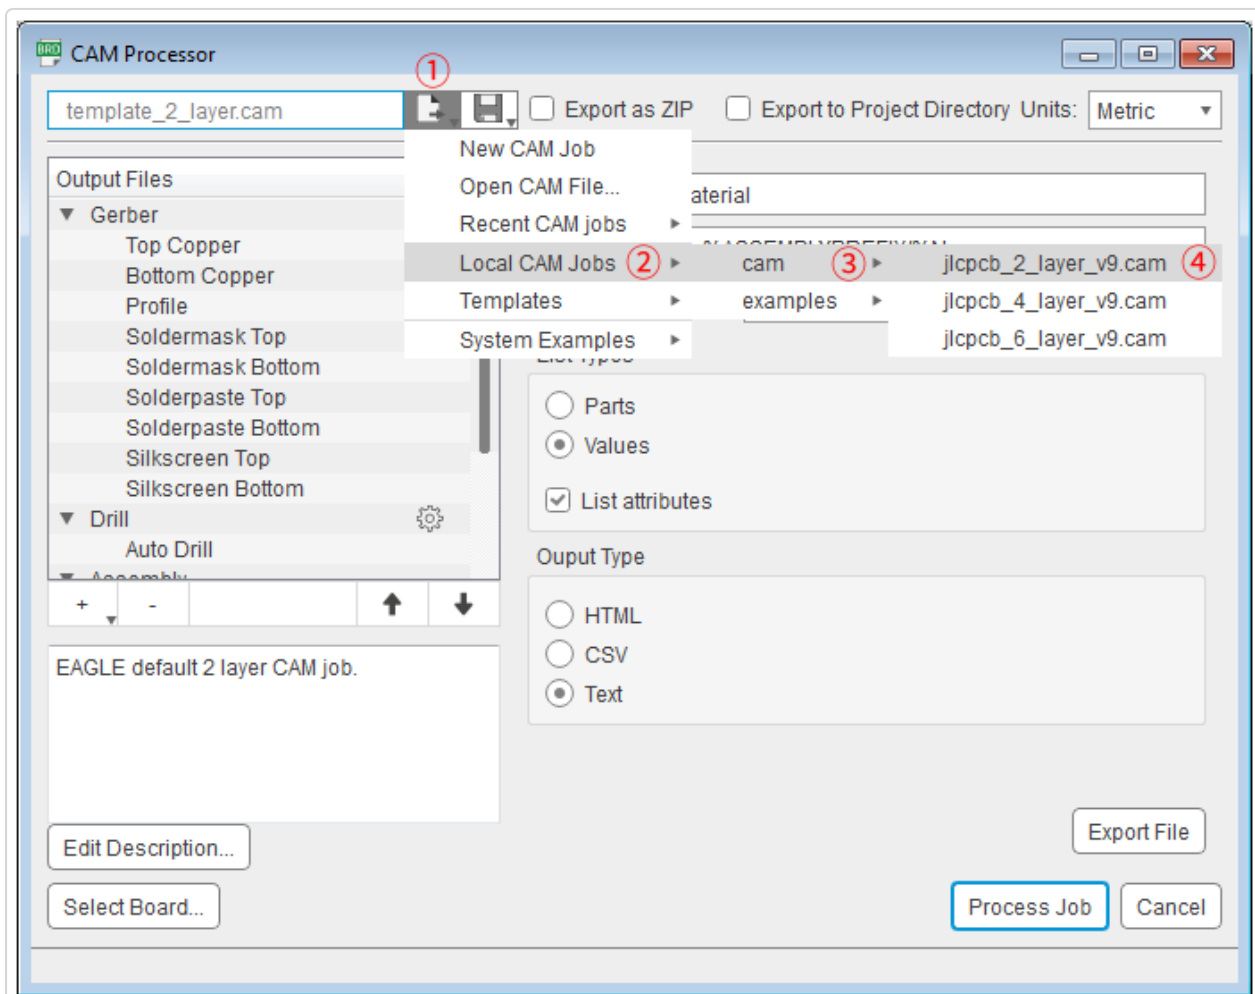 BRD CAM Processor
①
template_2_layer.cam Export as ZIP Export to Project Directory Units: Metric
New CAM Job
Output Files
Open CAM File...
aterial
Gerber
Recent CAM jobs
Top Copper
Local CAM Jobs ② cam ③ jlcpcb_2_layer_v9.cam ④
Bottom Copper
Templates examples jlcpcb_4_layer_v9.cam
Profile
Soldermask Top
System Examples jlcpcb_6_layer_v9.cam
List Types
Soldermask Bottom
Solderpaste Top
Parts
Solderpaste Bottom
Values
Silkscreen Top
Silkscreen Bottom
List attributes
Drill
Auto Drill
Ouput Type
Assembly
+ -
HTML
CSV
EAGLE default 2 layer CAM job.
Text
Export File
Edit Description...
Select Board... Process Job Cancel